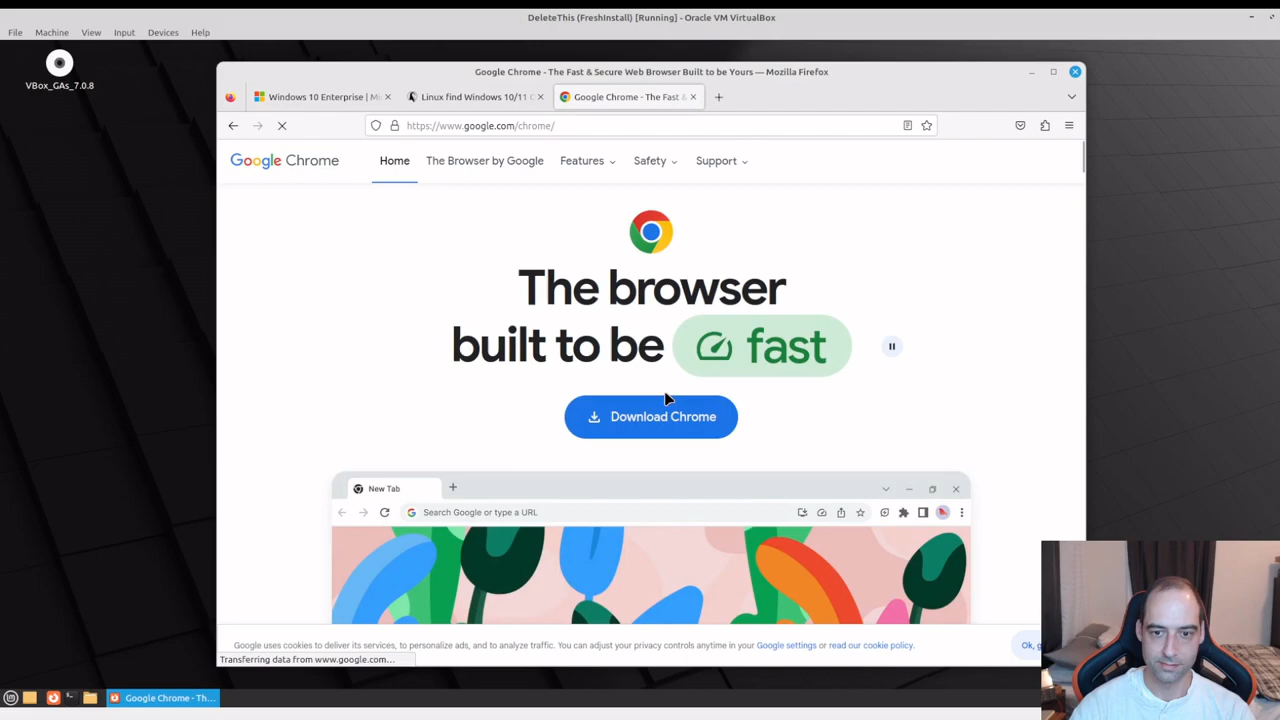 DeleteThis (FreshInstall) [Running] - Oracle VM VirtualBox
File Machine View Input Devices Help
VBox_GAs_7.0.8
Google Chrome - The Fast & Secure Web Browser Built to be Yours — Mozilla Firefox
Windows 10 Enterprise | Mi
Linux find Windows 10/11
Google Chrome - The Fast &
https://www.google.com/chrome/
Google Chrome
Home The Browser by Google Features Safety Support
The browser
built to be fast
Download Chrome
New Tab
Search Google or type a URL
Google uses cookies to deliver its services, to personalize ads, and to analyze traffic. You can adjust your privacy controls anytime in your Google settings or read our cookie policy.
Ok,
Transferring data from www.google.com...
Google Chrome - Th...